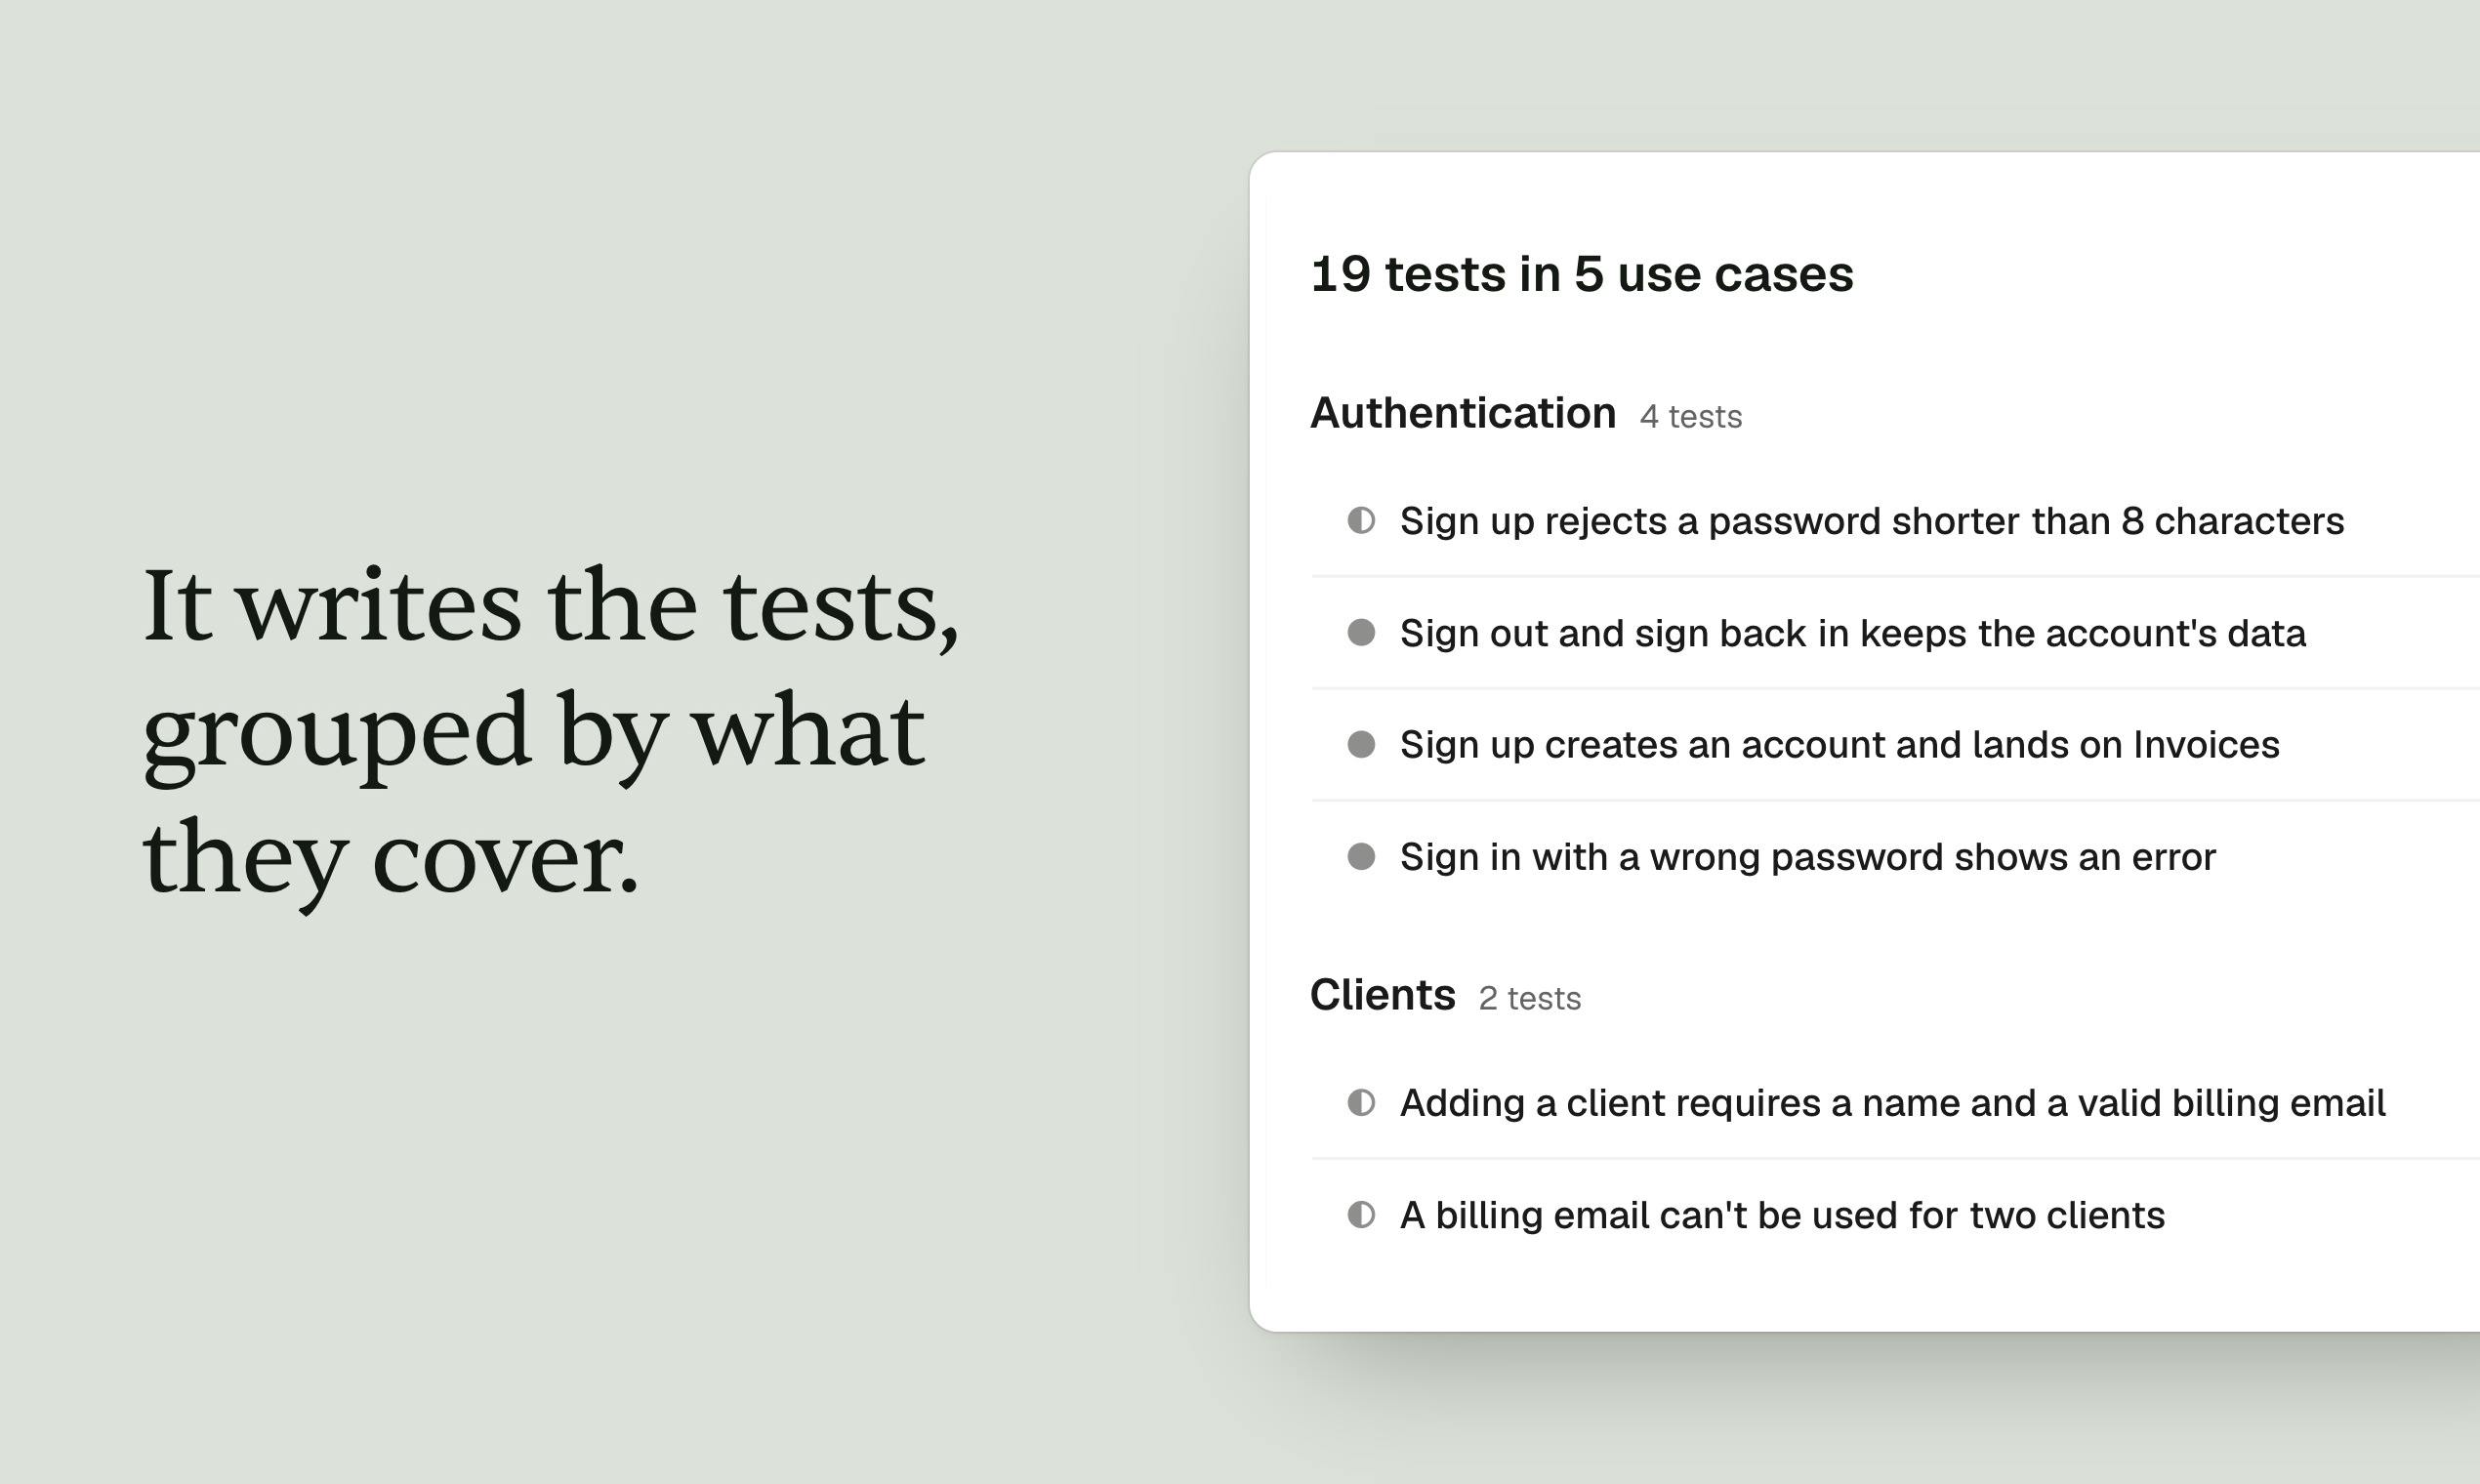 It writes the tests,
grouped by what
they cover.
19 tests in 5 use cases
Authentication 4 tests
Sign up rejects a password shorter than 8 characters
Sign out and sign back in keeps the account's data
Sign up creates an account and lands on Invoices
Sign in with a wrong password shows an error
Clients 2 tests
Adding a client requires a name and a valid billing email
A billing email can't be used for two clients